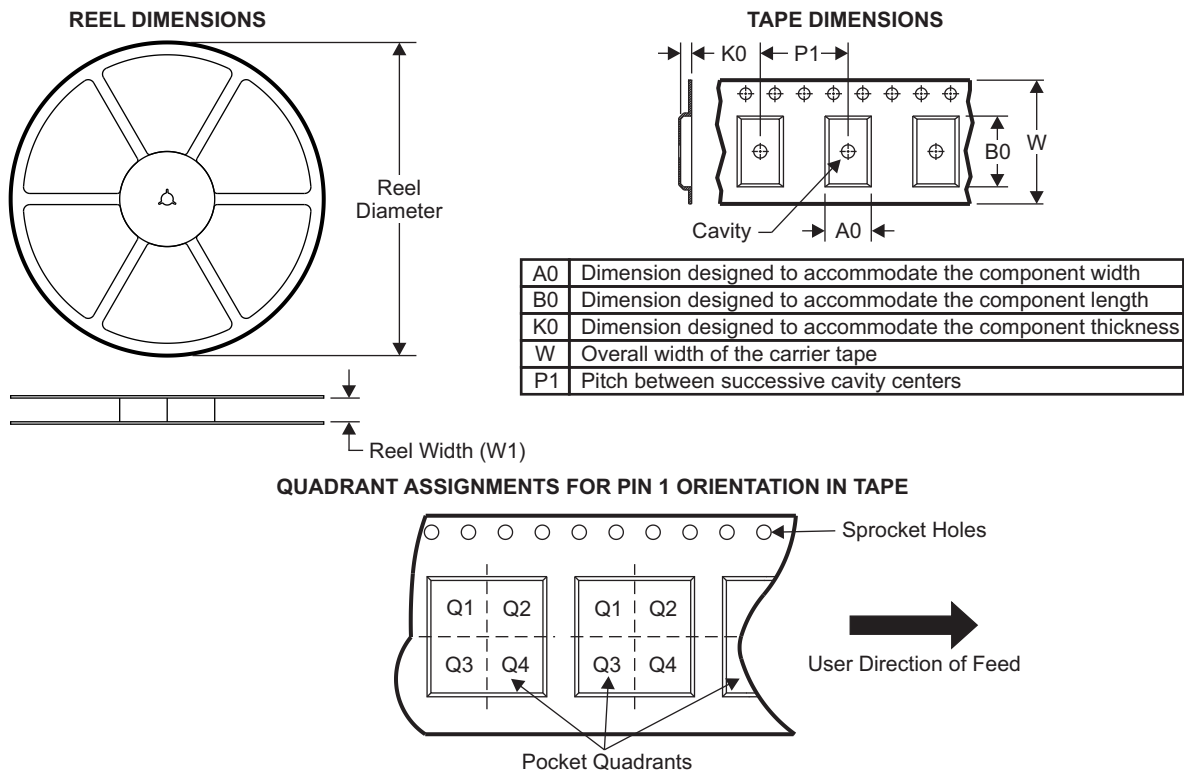 REEL DIMENSIONS
TAPE DIMENSIONS
K0
P1
B0
W
Reel
Diameter
Cavity
A0
A0 Dimension designed to accommodate the component width
B0 Dimension designed to accommodate the component length
K0 Dimension designed to accommodate the component thickness
W Overall width of the carrier tape
P1 Pitch between successive cavity centers
Reel Width (W1)
QUADRANT ASSIGNMENTS FOR PIN 1 ORIENTATION IN TAPE
Sprocket Holes
Q1 Q2 Q1 Q2
Q3 Q4 Q3 Q4
User Direction of Feed
Pocket Quadrants